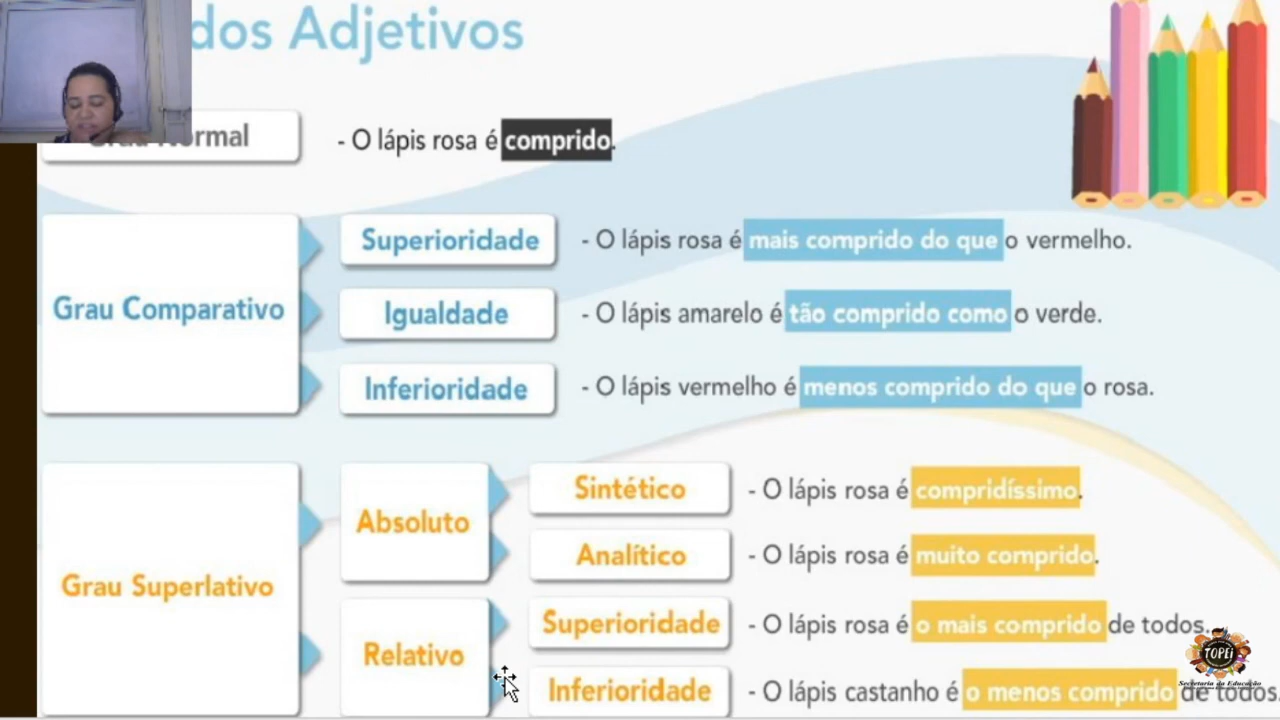 dos Adjetivos
Normal - O lápis rosa é comprido.
Grau Comparativo
Superioridade - O lápis rosa é mais comprido do que o vermelho.
Igualdade - O lápis amarelo é tão comprido como o verde.
Inferioridade - O lápis vermelho é menos comprido do que o rosa.
Grau Superlativo
Absoluto
Sintético - O lápis rosa é compridíssimo.
Analítico - O lápis rosa é muito comprido.
Relativo
Superioridade - O lápis rosa é o mais comprido de todos.
Inferioridade - O lápis castanho é o menos comprido de todos.
TOPEi
Secretaria da Educação